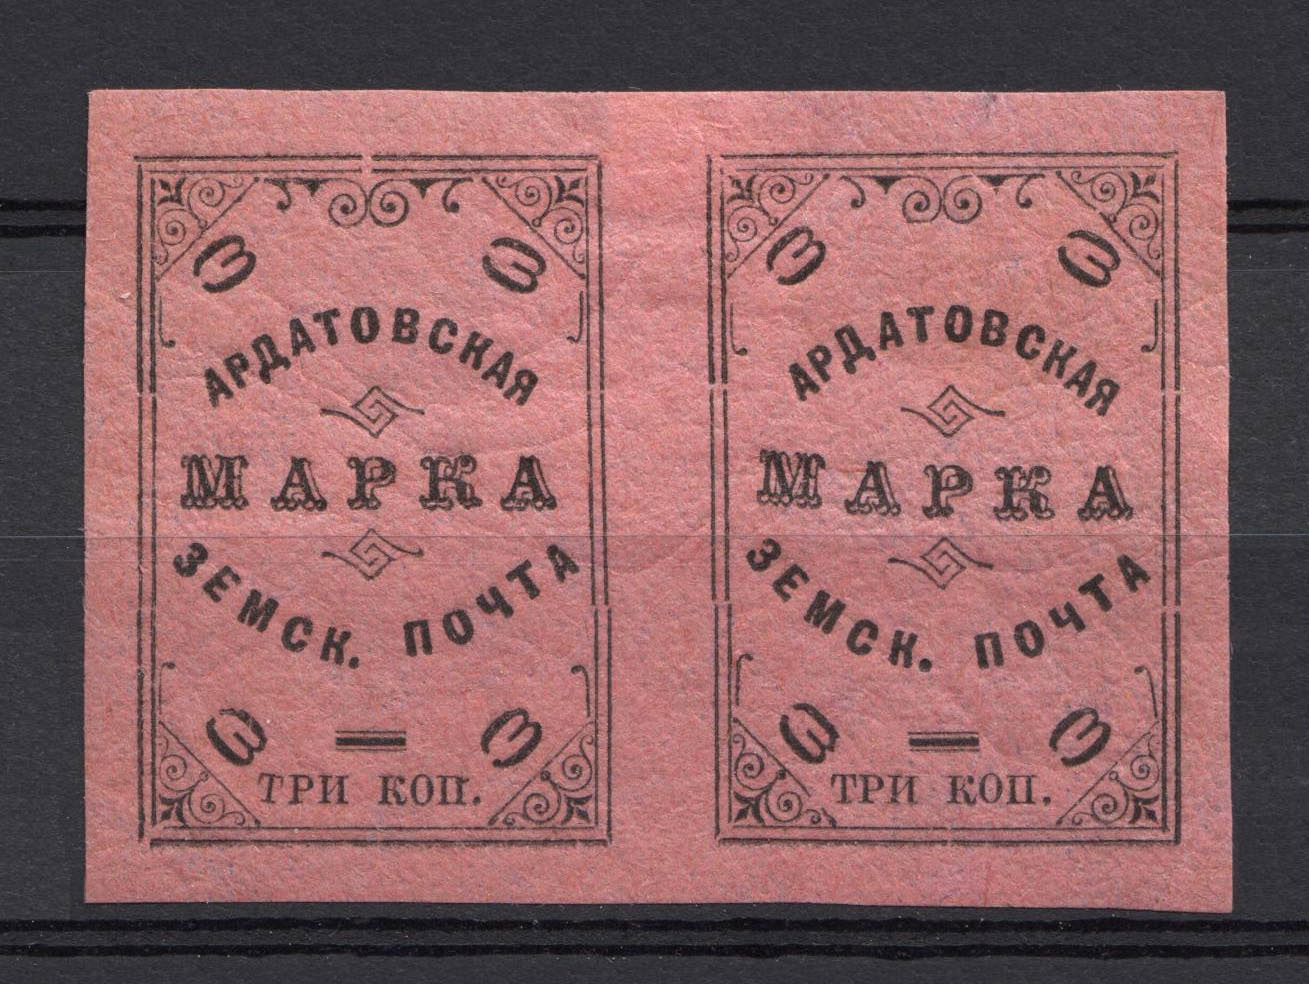 3 3
АРДАТОВСКАЯ
МАРКА
ЗЕМСК. ПОЧТА
3 3
ТРИ КОП.
3 3
АРДАТОВСКАЯ
МАРКА
ЗЕМСК. ПОЧТА
3 3
ТРИ КОП.